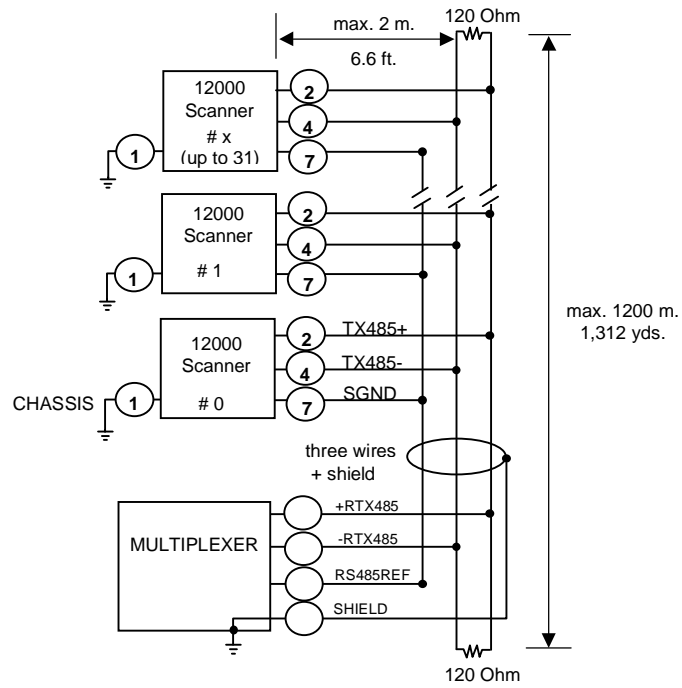 120 Ohm
max. 2 m.
6.6 ft.
12000
Scanner
# x
(up to 31)
2
4
7
1
12000
Scanner
# 1
2
4
7
1
12000
Scanner
# 0
2
TX485+
4
TX485-
7
SGND
CHASSIS
1
max. 1200 m.
1,312 yds.
three wires
+ shield
MULTIPLEXER
+RTX485
-RTX485
RS485REF
SHIELD
120 Ohm